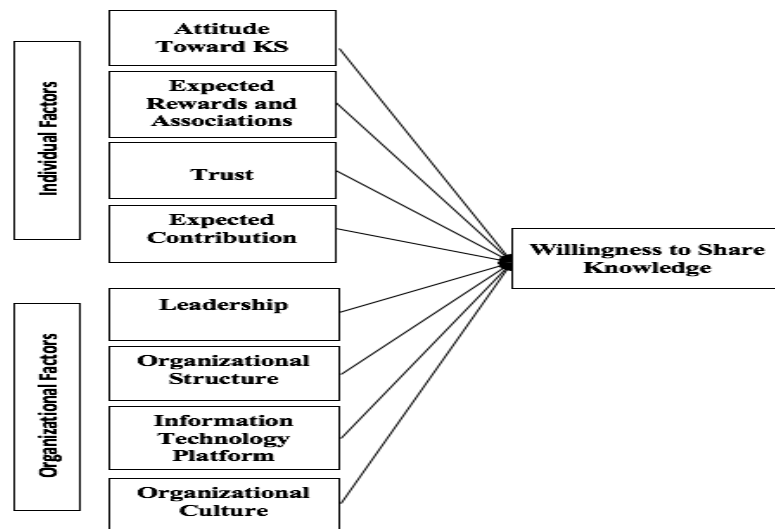 Individual Factors
Attitude
Toward KS
Expected
Rewards and
Associations
Trust
Expected
Contribution
Organizational Factors
Leadership
Organizational
Structure
Information
Technology
Platform
Organizational
Culture
Willingness to Share
Knowledge